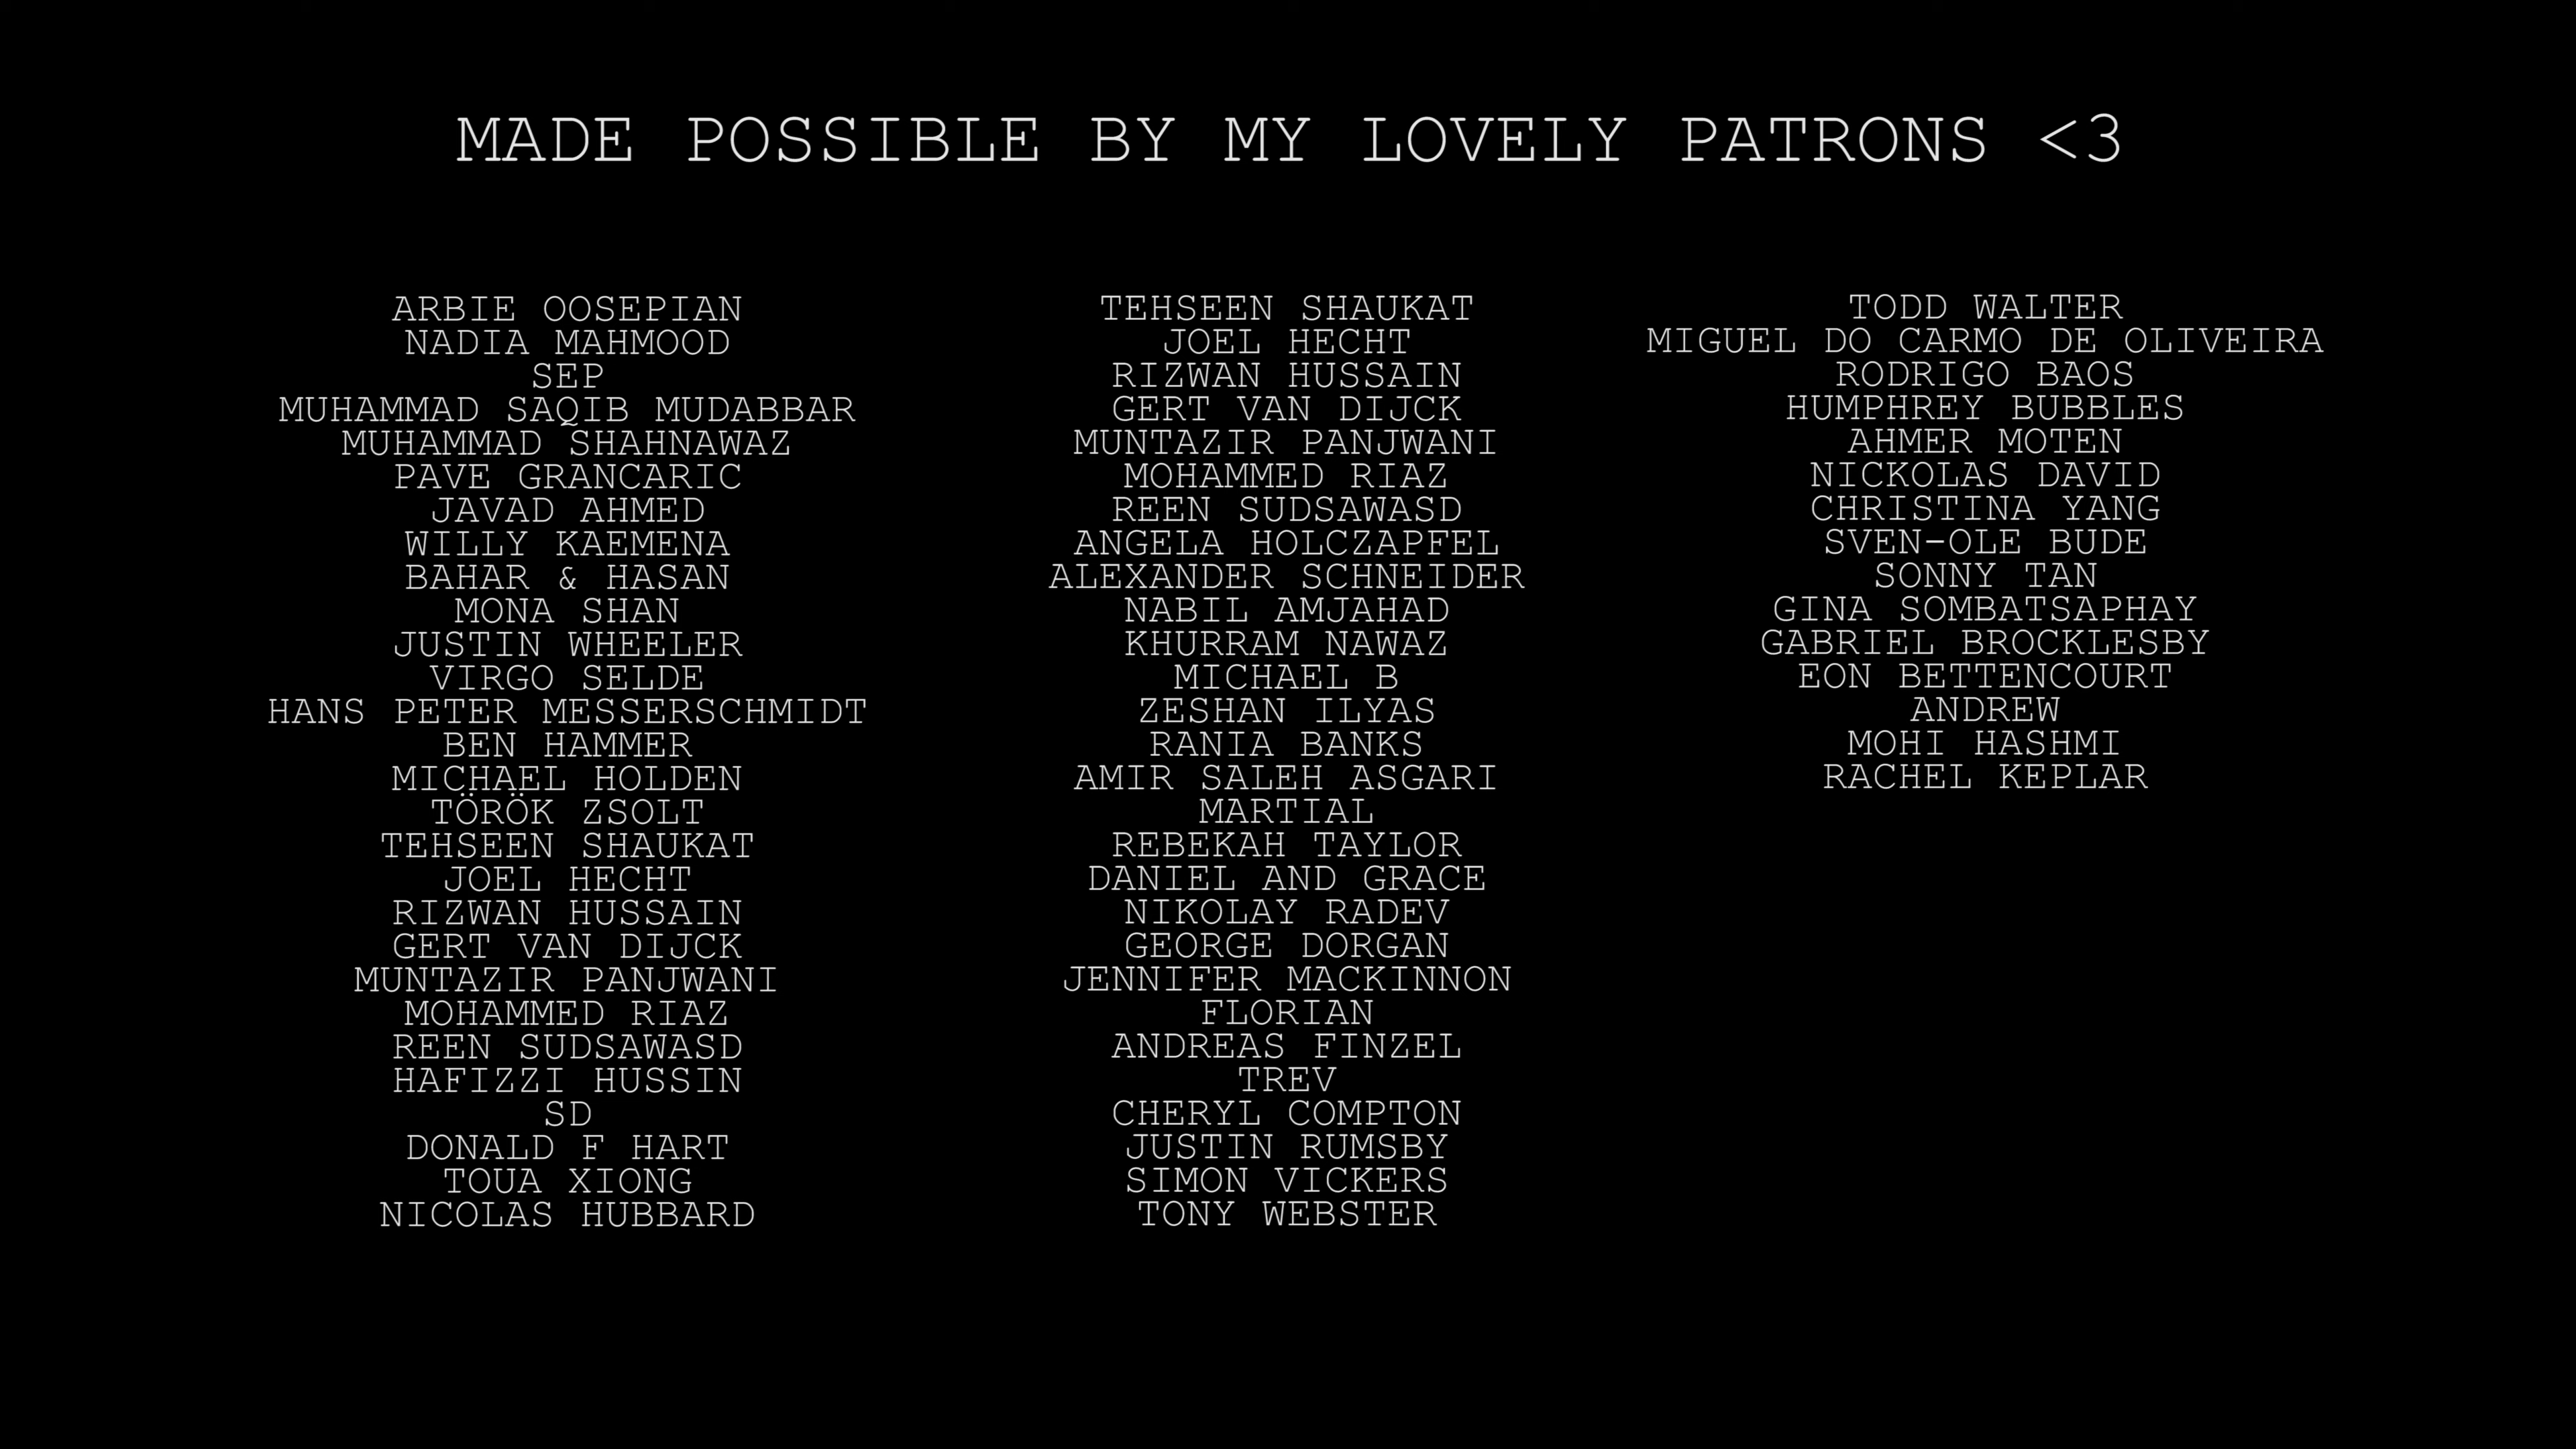 MADE POSSIBLE BY MY LOVELY PATRONS <3
ARBIE OOSEPIAN
NADIA MAHMOOD
SEP
MUHAMMAD SAQIB MUDABBAR
MUHAMMAD SHAHNAWAZ
PAVE GRANCARIC
JAVAD AHMED
WILLY KAEMENA
BAHAR & HASAN
MONA SHAN
JUSTIN WHEELER
VIRGO SELDE
HANS PETER MESSERSCHMIDT
BEN HAMMER
MICHAEL HOLDEN
TÖRÖK ZSOLT
TEHSEEN SHAUKAT
JOEL HECHT
RIZWAN HUSSAIN
GERT VAN DIJCK
MUNTAZIR PANJWANI
MOHAMMED RIAZ
REEN SUDSAWASD
HAFIZZI HUSSIN
SD
DONALD F HART
TOUA XIONG
NICOLAS HUBBARD
TEHSEEN SHAUKAT
JOEL HECHT
RIZWAN HUSSAIN
GERT VAN DIJCK
MUNTAZIR PANJWANI
MOHAMMED RIAZ
REEN SUDSAWASD
ANGELA HOLCZAPFEL
ALEXANDER SCHNEIDER
NABIL AMJAHAD
KHURRAM NAWAZ
MICHAEL B
ZESHAN ILYAS
RANIA BANKS
AMIR SALEH ASGARI
MARTIAL
REBEKAH TAYLOR
DANIEL AND GRACE
NIKOLAY RADEV
GEORGE DORGAN
JENNIFER MACKINNON
FLORIAN
ANDREAS FINZEL
TREV
CHERYL COMPTON
JUSTIN RUMSBY
SIMON VICKERS
TONY WEBSTER
TODD WALTER
MIGUEL DO CARMO DE OLIVEIRA
RODRIGO BAOS
HUMPHREY BUBBLES
AHMER MOTEN
NICKOLAS DAVID
CHRISTINA YANG
SVEN-OLE BUDE
SONNY TAN
GINA SOMBATSAPHAY
GABRIEL BROCKLESBY
EON BETTENCOURT
ANDREW
MOHI HASHMI
RACHEL KEPLAR